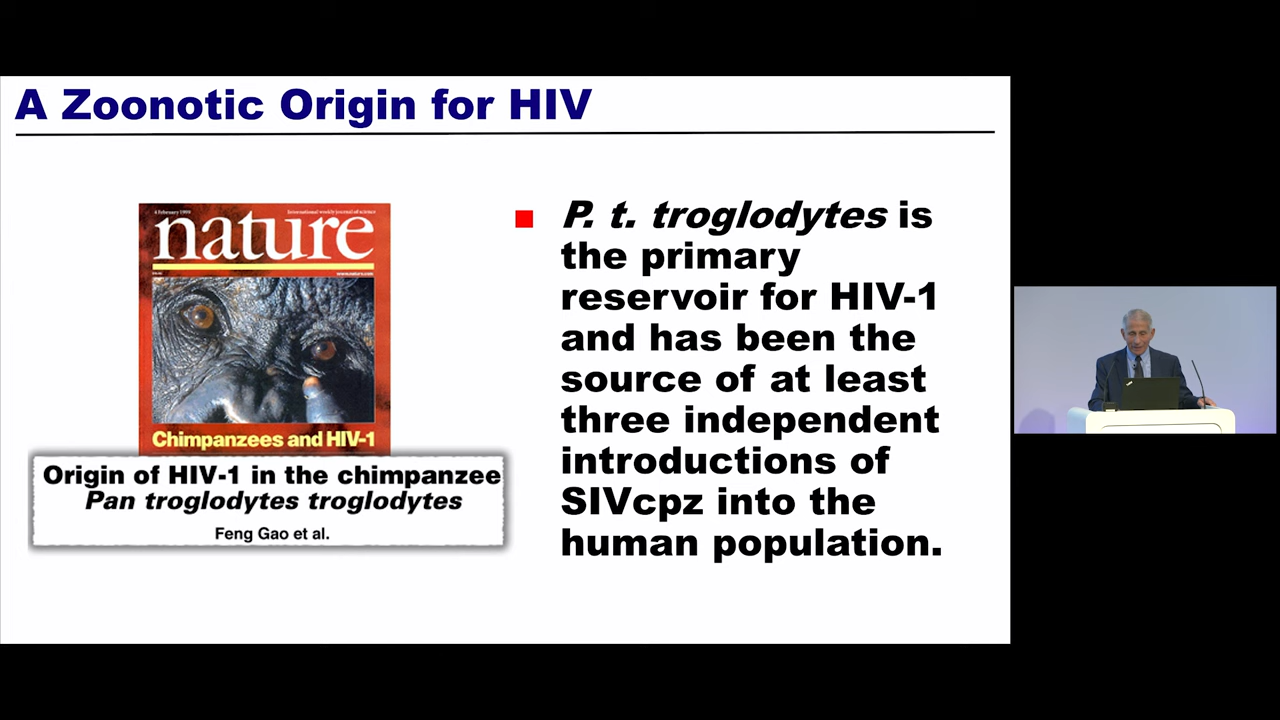 A Zoonotic Origin for HIV
4 February 1999
International weekly journal of science
nature
www.nature.com
Chimpanzees and HIV-1
Origin of HIV-1 in the chimpanzee
Pan troglodytes troglodytes
Feng Gao et al.
P. t. troglodytes is
the primary
reservoir for HIV-1
and has been the
source of at least
three independent
introductions of
SIVcpz into the
human population.